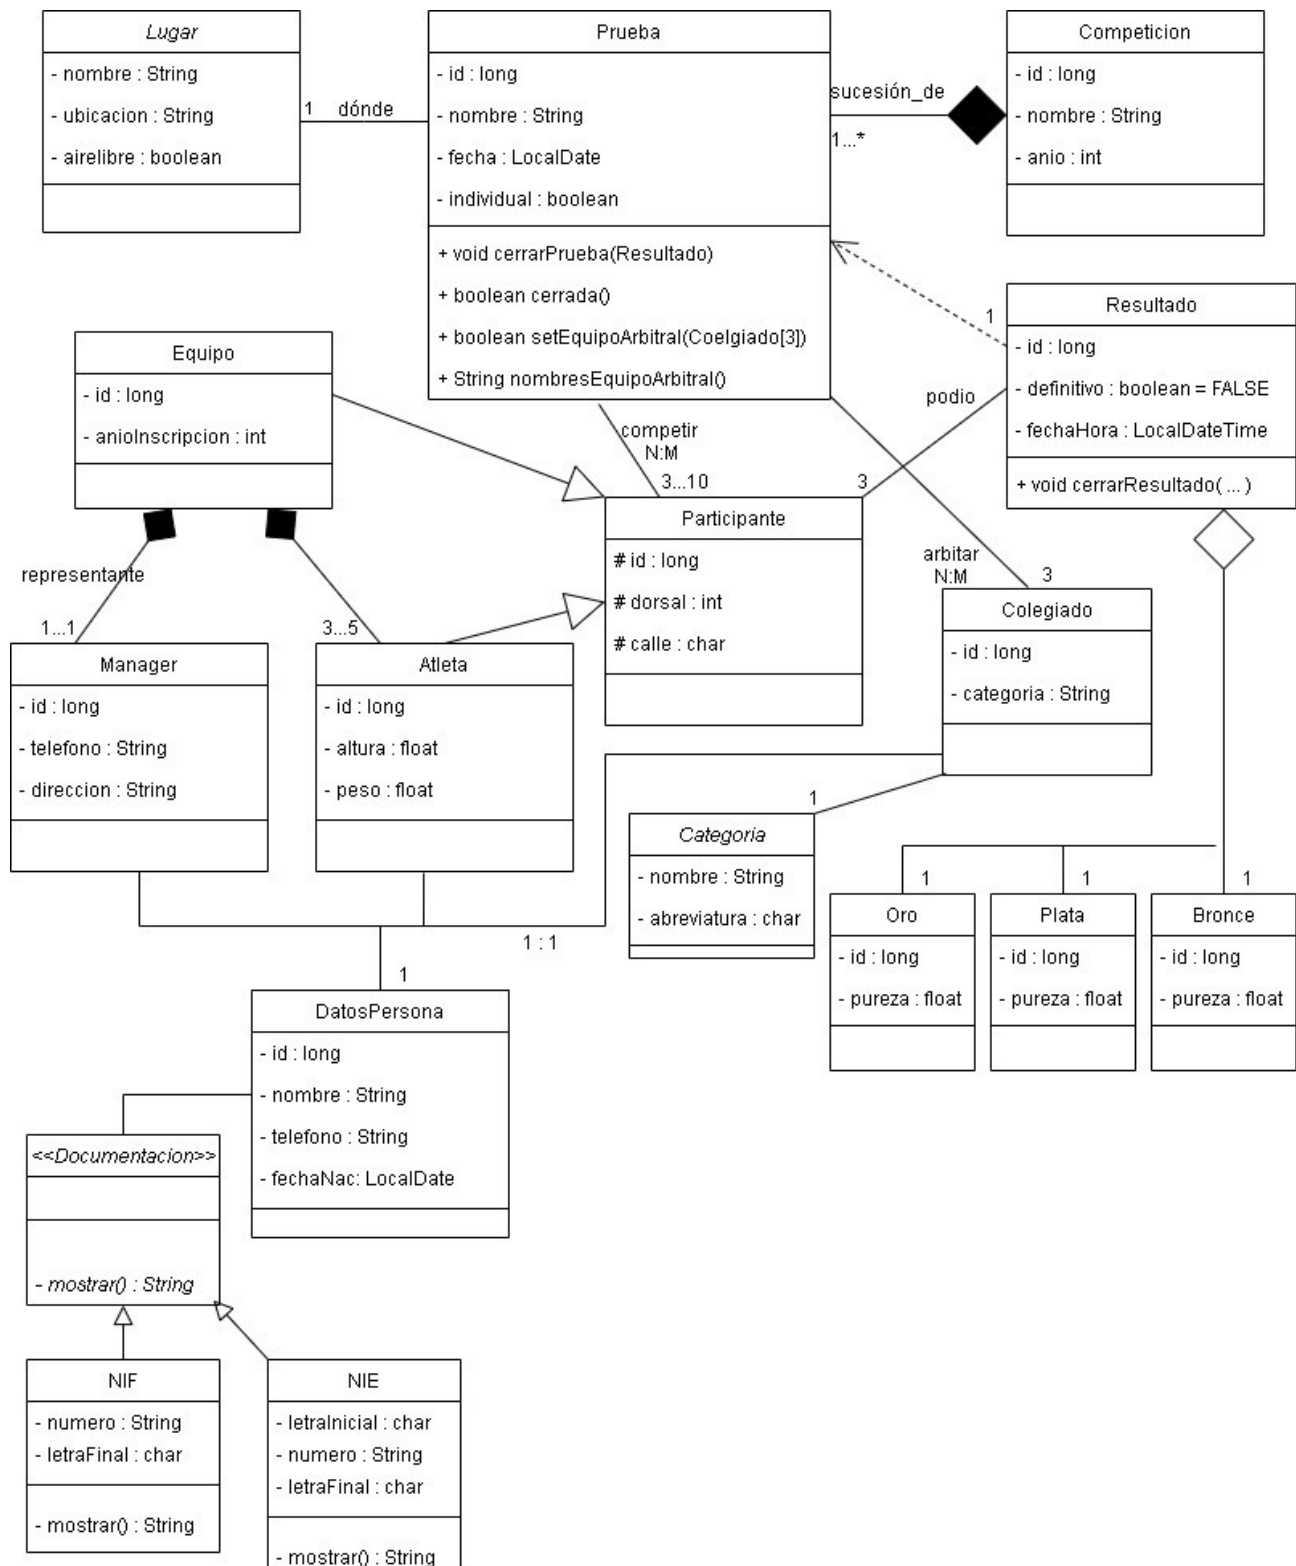 Lugar
- nombre : String
- ubicacion : String
- airelibre : boolean
1
dónde
Prueba
- id : long
- nombre : String
- fecha : LocalDate
- individual : boolean
+ void cerrarPrueba(Resultado)
+ boolean cerrada()
+ boolean setEquipoArbitral(Coelgiado[3])
+ String nombresEquipoArbitral()
sucesión_de
1...*
Competicion
- id : long
- nombre : String
- anio : int
1
Resultado
- id : long
- definitivo : boolean = FALSE
- fechaHora : LocalDateTime
+ void cerrarResultado( ... )
podio
3
Equipo
- id : long
- anioInscripcion : int
competir
N:M
3...10
Participante
# id : long
# dorsal : int
# calle : char
arbitar
N:M
3
Colegiado
- id : long
- categoria : String
representante
1...1
3...5
Manager
- id : long
- telefono : String
- direccion : String
Atleta
- id : long
- altura : float
- peso : float
1
Categoria
- nombre : String
- abreviatura : char
1
1
1
Oro
- id : long
- pureza : float
Plata
- id : long
- pureza : float
Bronce
- id : long
- pureza : float
1 : 1
1
DatosPersona
- id : long
- nombre : String
- telefono : String
- fechaNac: LocalDate
<<Documentacion>>
- mostrar() : String
NIF
- numero : String
- letraFinal : char
- mostrar() : String
NIE
- letraInicial : char
- numero : String
- letraFinal : char
- mostrar() : String